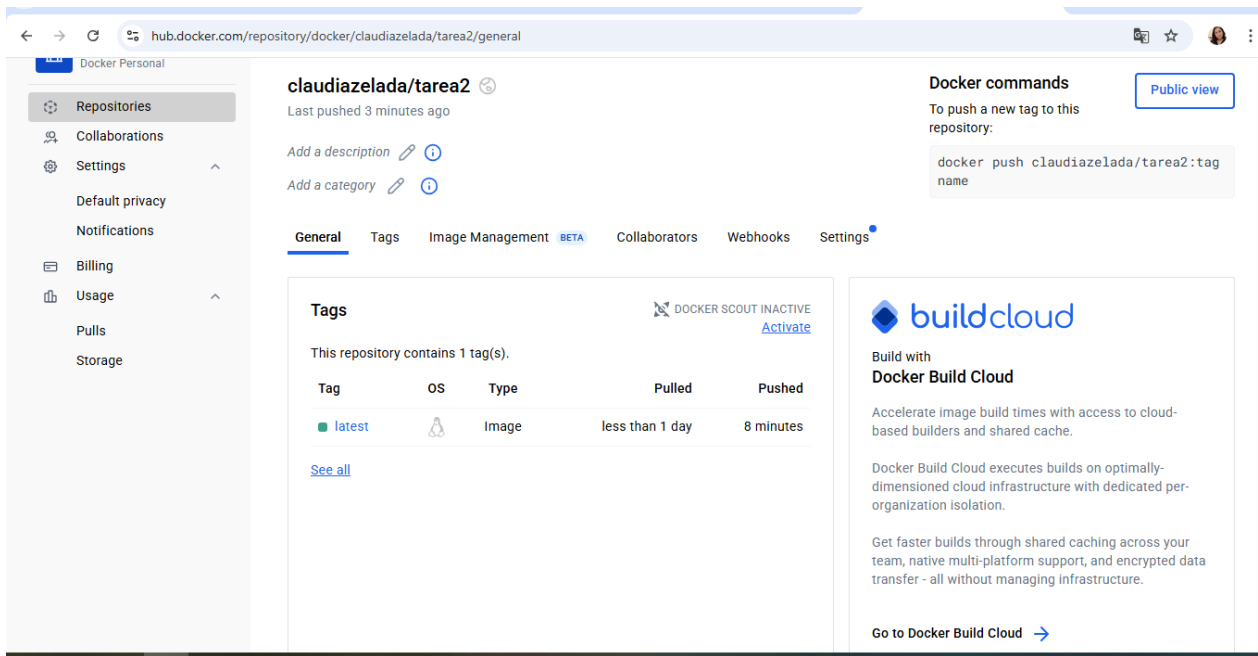 hub.docker.com/repository/docker/claudiazelada/tarea2/general
Docker Personal
Repositories
Collaborations
Settings
Default privacy
Notifications
Billing
Usage
Pulls
Storage
claudiazelada/tarea2
Last pushed 3 minutes ago
Add a description
Add a category
Docker commands
Public view
To push a new tag to this
repository:
docker push claudiazelada/tarea2:tag
name
General Tags Image Management BETA Collaborators Webhooks Settings
Tags
DOCKER SCOUT INACTIVE
Activate
This repository contains 1 tag(s).
Tag OS Type Pulled Pushed
latest Image less than 1 day 8 minutes
See all
buildcloud
Build with
Docker Build Cloud
Accelerate image build times with access to cloud-
based builders and shared cache.
Docker Build Cloud executes builds on optimally-
dimensioned cloud infrastructure with dedicated per-
organization isolation.
Get faster builds through shared caching across your
team, native multi-platform support, and encrypted data
transfer - all without managing infrastructure.
Go to Docker Build Cloud